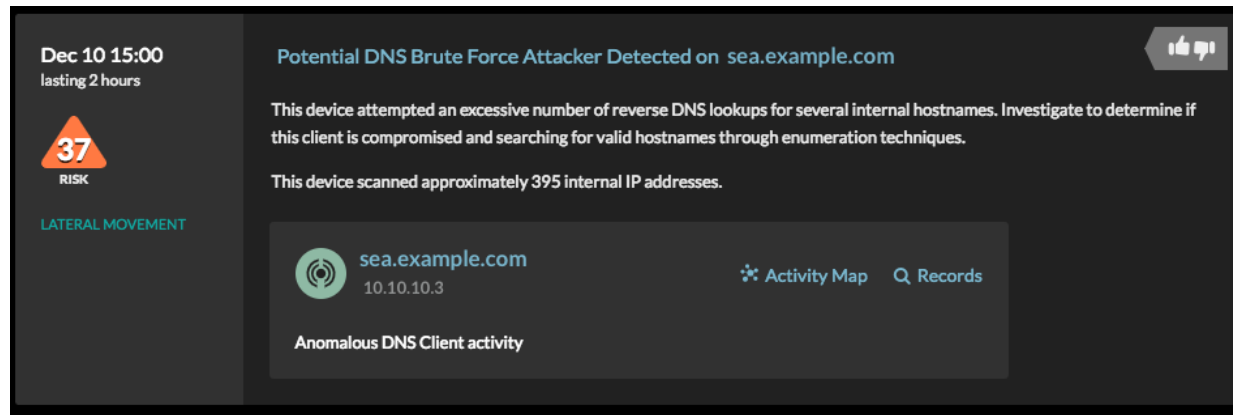 Dec 10 15:00
lasting 2 hours
37
RISK
LATERAL MOVEMENT
Potential DNS Brute Force Attacker Detected on sea.example.com
This device attempted an excessive number of reverse DNS lookups for several internal hostnames. Investigate to determine if
this client is compromised and searching for valid hostnames through enumeration techniques.
This device scanned approximately 395 internal IP addresses.
sea.example.com
10.10.10.3
Activity Map Records
Anomalous DNS Client activity